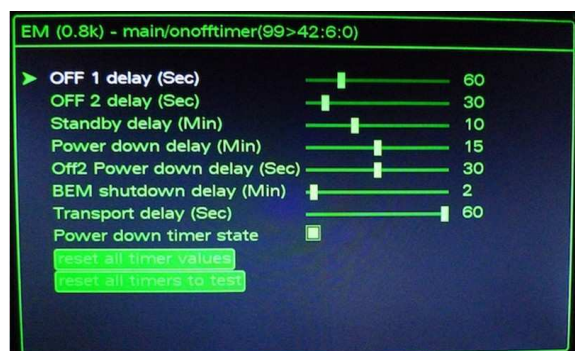 EM (0.8k) - main/onofftimer(99>42:6:0)
OFF 1 delay (Sec) 60
OFF 2 delay (Sec) 30
Standby delay (Min) 10
Power down delay (Min) 15
Off2 Power down delay (Sec) 30
BEM shutdown delay (Min) 2
Transport delay (Sec) 60
Power down timer state
reset all timer values
reset all timers to test